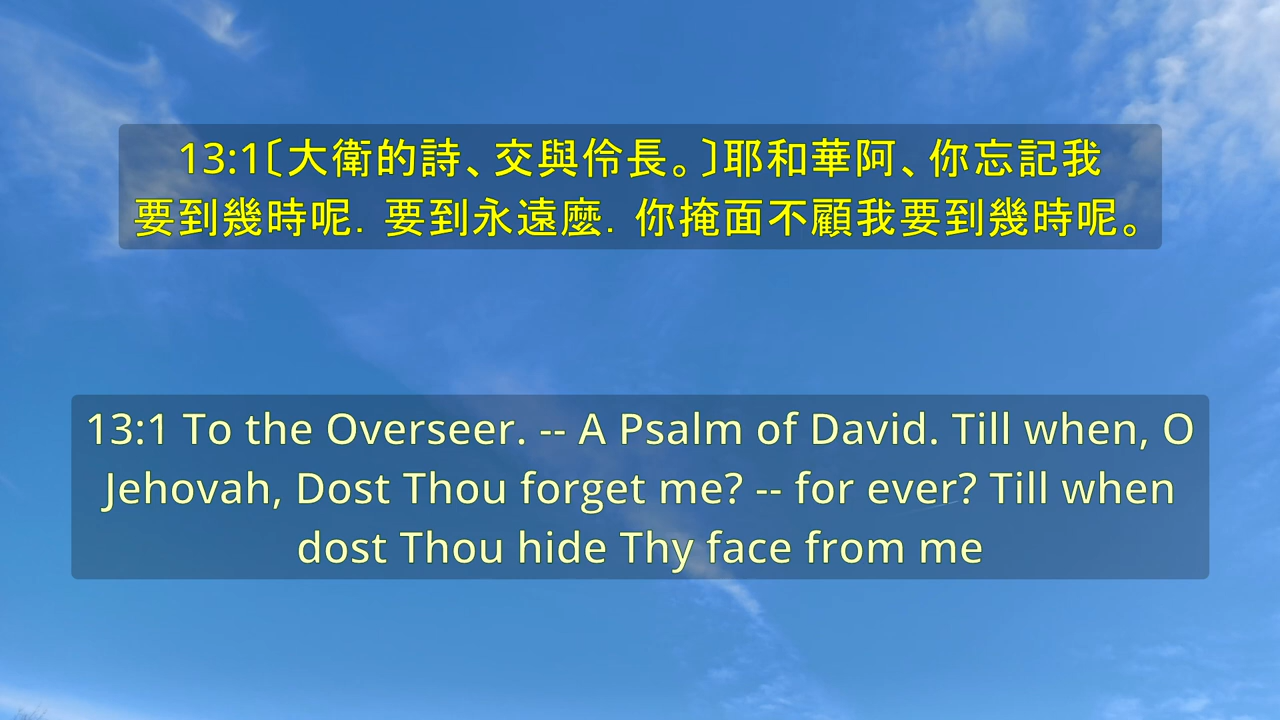 13:1〔大衛的詩、交與伶長。〕耶和華阿、你忘記我
要到幾時呢．要到永遠麼．你掩面不顧我要到幾時呢。
13:1 To the Overseer. -- A Psalm of David. Till when, O
Jehovah, Dost Thou forget me? -- for ever? Till when
dost Thou hide Thy face from me